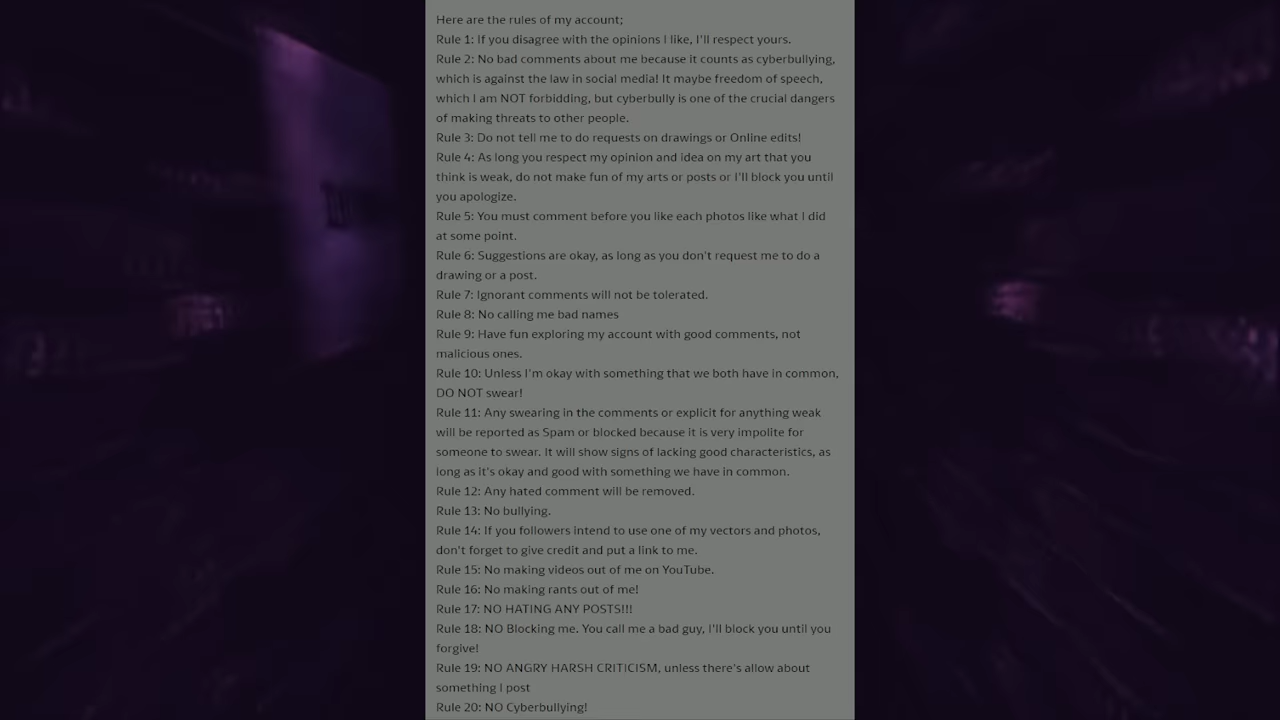 Here are the rules of my account;
Rule 1: If you disagree with the opinions I like, I'll respect yours.
Rule 2: No bad comments about me because it counts as cyberbullying,
which is against the law in social media! It maybe freedom of speech,
which I am NOT forbidding, but cyberbully is one of the crucial dangers
of making threats to other people.
Rule 3: Do not tell me to do requests on drawings or Online edits!
Rule 4: As long you respect my opinion and idea on my art that you
think is weak, do not make fun of my arts or posts or I'll block you until
you apologize.
Rule 5: You must comment before you like each photos like what I did
at some point.
Rule 6: Suggestions are okay, as long as you don't request me to do a
drawing or a post.
Rule 7: Ignorant comments will not be tolerated.
Rule 8: No calling me bad names
Rule 9: Have fun exploring my account with good comments, not
malicious ones.
Rule 10: Unless I'm okay with something that we both have in common,
DO NOT swear!
Rule 11: Any swearing in the comments or explicit for anything weak
will be reported as Spam or blocked because it is very impolite for
someone to swear. It will show signs of lacking good characteristics, as
long as it's okay and good with something we have in common.
Rule 12: Any hated comment will be removed.
Rule 13: No bullying.
Rule 14: If you followers intend to use one of my vectors and photos,
don't forget to give credit and put a link to me.
Rule 15: No making videos out of me on YouTube.
Rule 16: No making rants out of me!
Rule 17: NO HATING ANY POSTS!!!
Rule 18: NO Blocking me. You call me a bad guy, I'll block you until you
forgive!
Rule 19: NO ANGRY HARSH CRITICISM, unless there's allow about
something I post
Rule 20: NO Cyberbullying!